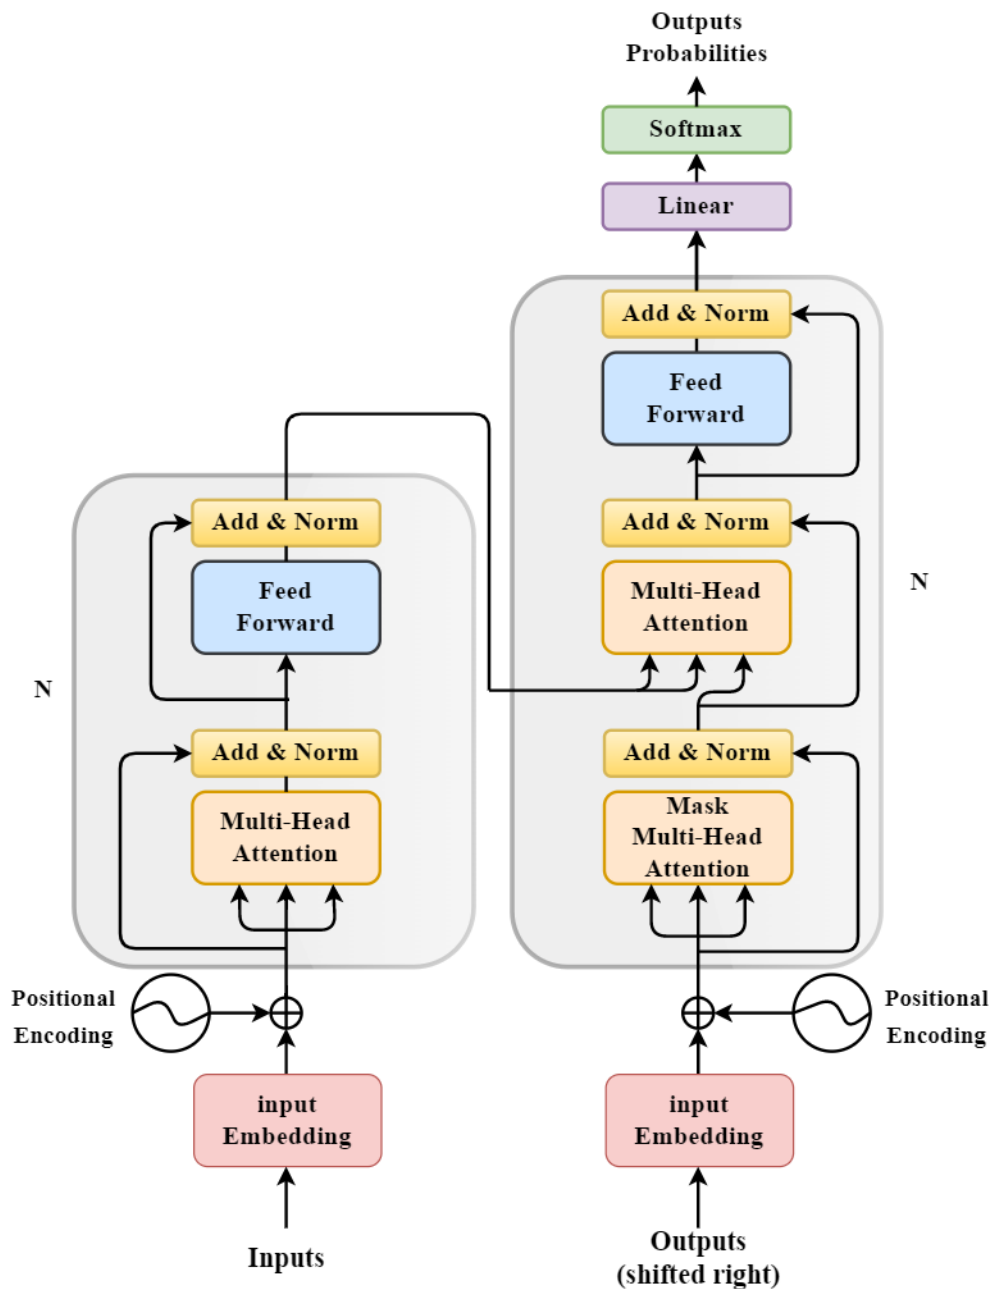 Outputs
Probabilities
Softmax
Linear
Add & Norm
Feed
Forward
Add & Norm
Multi-Head
Attention
N
Add & Norm
Mask
Multi-Head
Attention
Positional
Encoding
input
Embedding
Outputs
(shifted right)
Add & Norm
Feed
Forward
N
Add & Norm
Multi-Head
Attention
Positional
Encoding
input
Embedding
Inputs